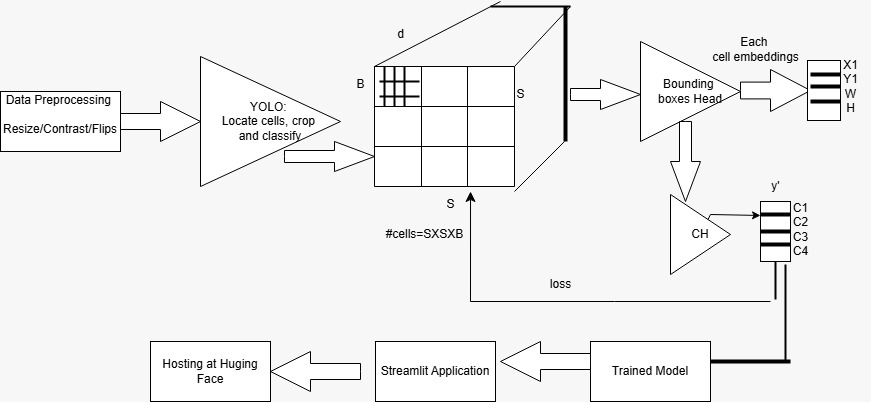 Data Preprocessing
Resize/Contrast/Flips
YOLO:
Locate cells, crop
and classify
d
B
S
S
#cells=SXSXB
Bounding
boxes Head
Each
cell embeddings
X1
Y1
W
H
CH
y'
C1
C2
C3
C4
loss
Hosting at Huging
Face
Streamlit Application
Trained Model